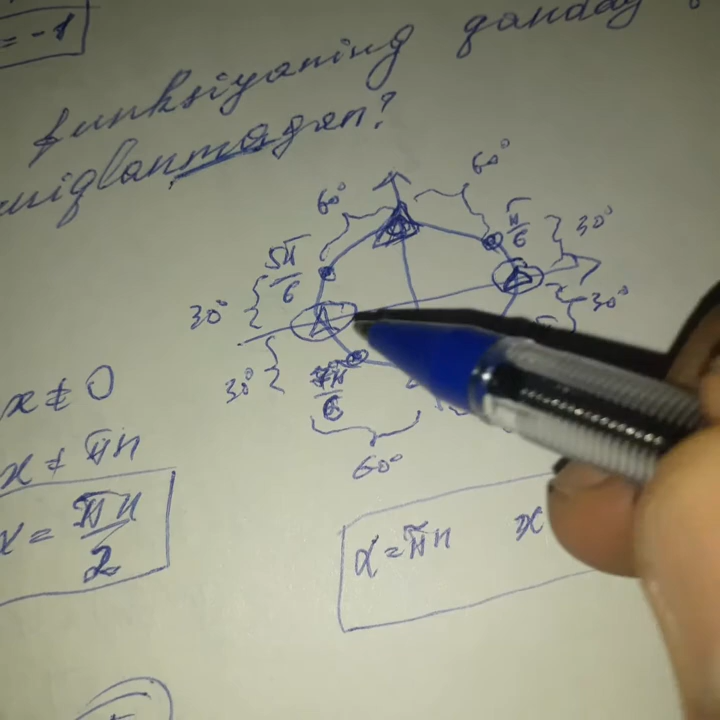 = -1
funksiyaning qanday
aniqlanmagan?
60°
60°
5π/6
π/6
30°
30°
30°
30°
7π/6
60°
x ≠ 0
x ≠ πn
x = πn/2
x = πn x